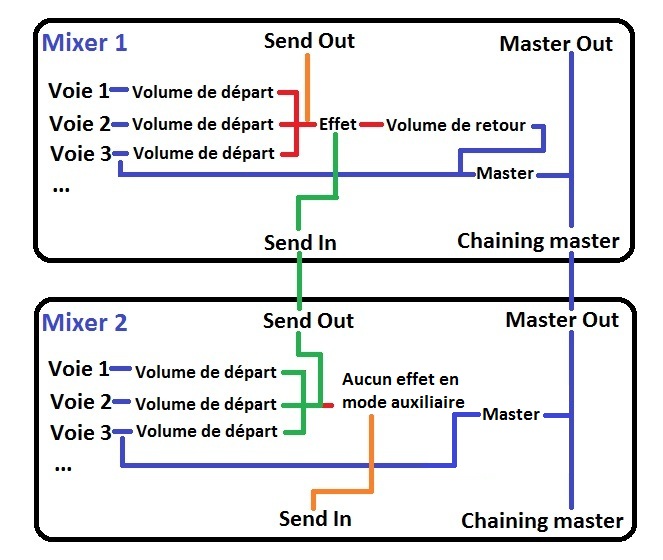 Mixer 1
Send Out
Master Out
Voie 1 Volume de départ
Voie 2 Volume de départ Effet Volume de retour
Voie 3 Volume de départ
Master
...
Send In
Chaining master
Mixer 2
Send Out
Master Out
Voie 1 Volume de départ
Voie 2 Volume de départ
Voie 3 Volume de départ
Aucun effet en
mode auxiliaire
Master
...
Send In
Chaining master